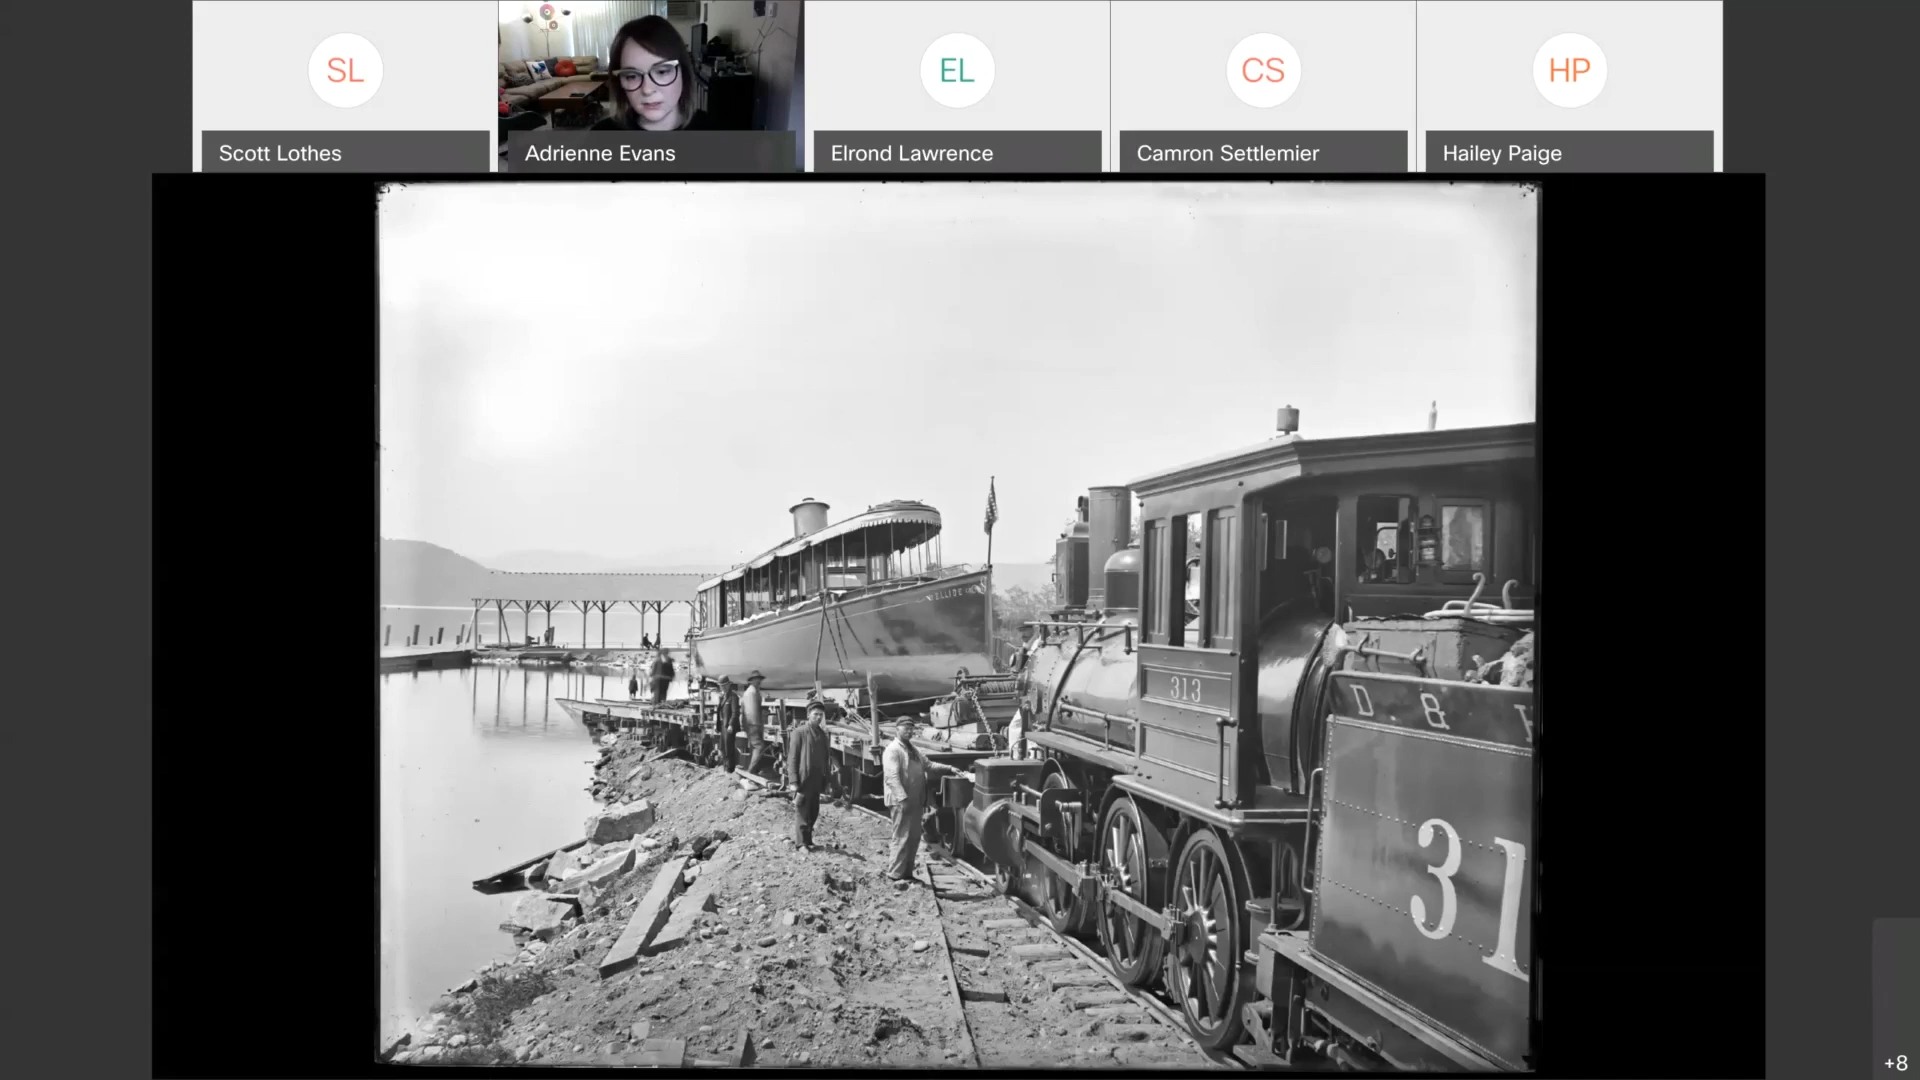 SL
EL
CS
HP
Scott Lothes
Adrienne Evans
Elrond Lawrence
Camron Settlemier
Hailey Paige
313
D. &
31
+8